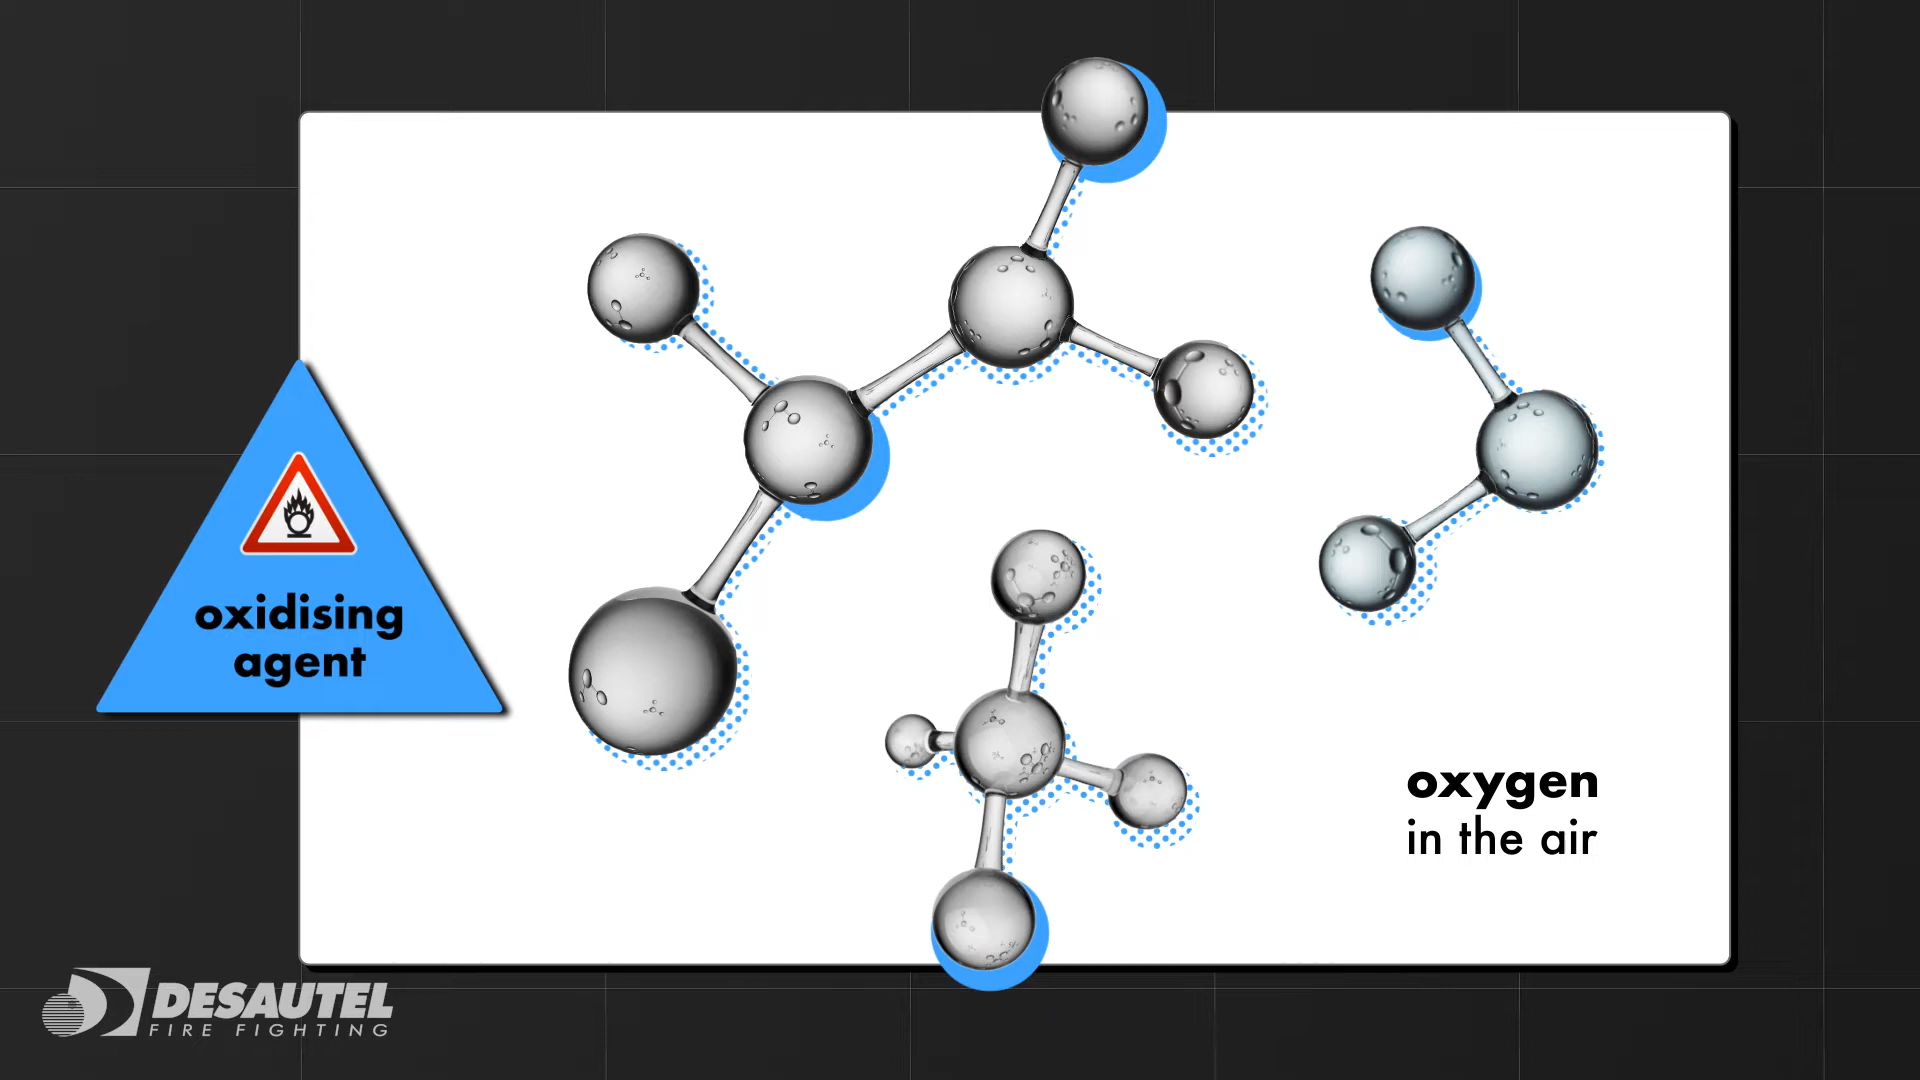 oxidising
agent
oxygen
in the air
DESAUTEL
FIRE FIGHTING